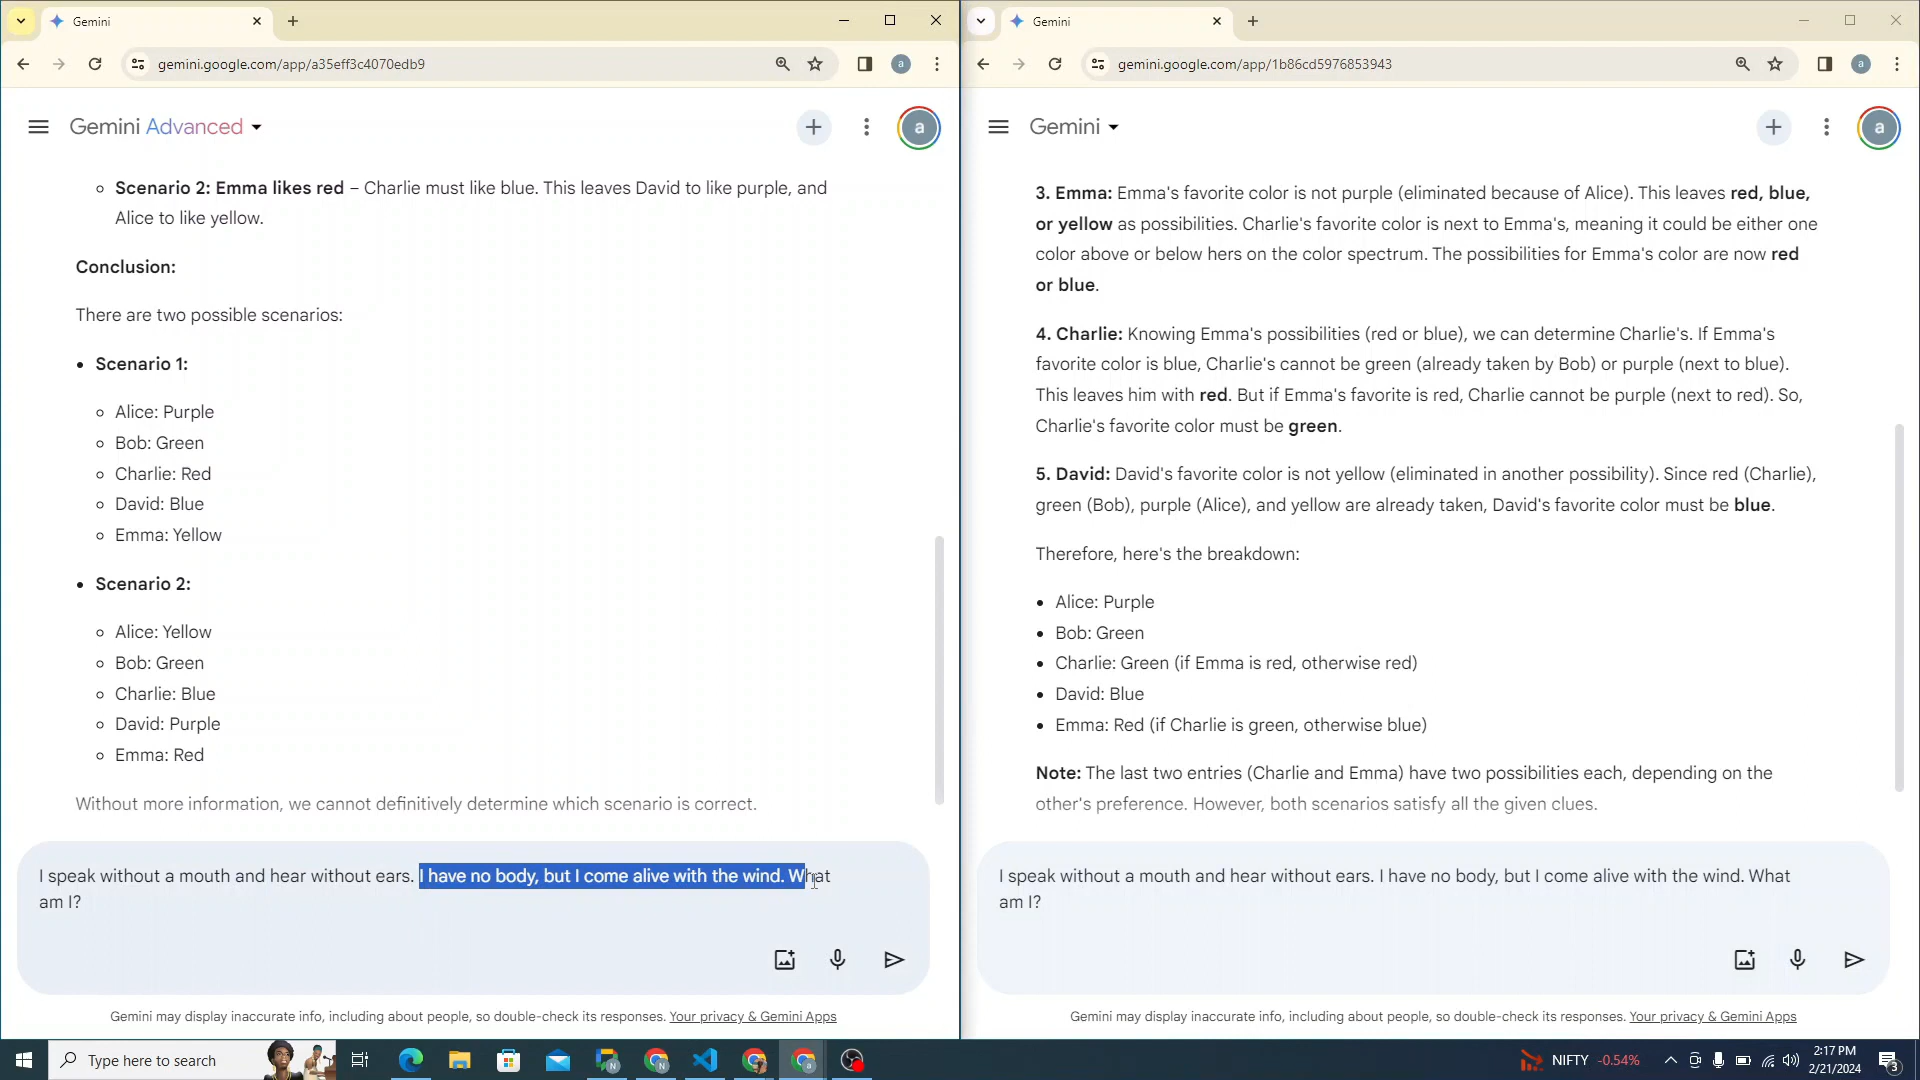 Gemini
gemini.google.com/app/a35eff3c4070edb9
a
Gemini Advanced
a
Scenario 2: Emma likes red – Charlie must like blue. This leaves David to like purple, and
Alice to like yellow.
Conclusion:
There are two possible scenarios:
Scenario 1:
Alice: Purple
Bob: Green
Charlie: Red
David: Blue
Emma: Yellow
Scenario 2:
Alice: Yellow
Bob: Green
Charlie: Blue
David: Purple
Emma: Red
Without more information, we cannot definitively determine which scenario is correct.
I speak without a mouth and hear without ears. I have no body, but I come alive with the wind. What
am I?
Gemini may display inaccurate info, including about people, so double-check its responses. Your privacy & Gemini Apps
Gemini
gemini.google.com/app/1b86cd5976853943
a
Gemini
a
3. Emma: Emma's favorite color is not purple (eliminated because of Alice). This leaves red, blue,
or yellow as possibilities. Charlie's favorite color is next to Emma's, meaning it could be either one
color above or below hers on the color spectrum. The possibilities for Emma's color are now red
or blue.
4. Charlie: Knowing Emma's possibilities (red or blue), we can determine Charlie's. If Emma's
favorite color is blue, Charlie's cannot be green (already taken by Bob) or purple (next to blue).
This leaves him with red. But if Emma's favorite is red, Charlie cannot be purple (next to red). So,
Charlie's favorite color must be green.
5. David: David's favorite color is not yellow (eliminated in another possibility). Since red (Charlie),
green (Bob), purple (Alice), and yellow are already taken, David's favorite color must be blue.
Therefore, here's the breakdown:
Alice: Purple
Bob: Green
Charlie: Green (if Emma is red, otherwise red)
David: Blue
Emma: Red (if Charlie is green, otherwise blue)
Note: The last two entries (Charlie and Emma) have two possibilities each, depending on the
other's preference. However, both scenarios satisfy all the given clues.
I speak without a mouth and hear without ears. I have no body, but I come alive with the wind. What
am I?
Gemini may display inaccurate info, including about people, so double-check its responses. Your privacy & Gemini Apps
Type here to search
N
N
a
NIFTY -0.54%
2:17 PM
2/21/2024
3